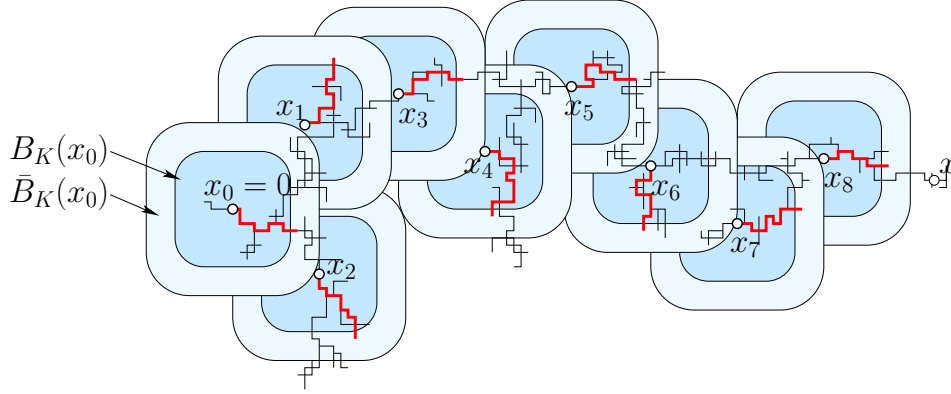 x_1
x_3
x_5
B_K(x_0)
x_0 = 0
x_4
x_6
x_8
x
B̄_K(x_0)
x_7
x_2